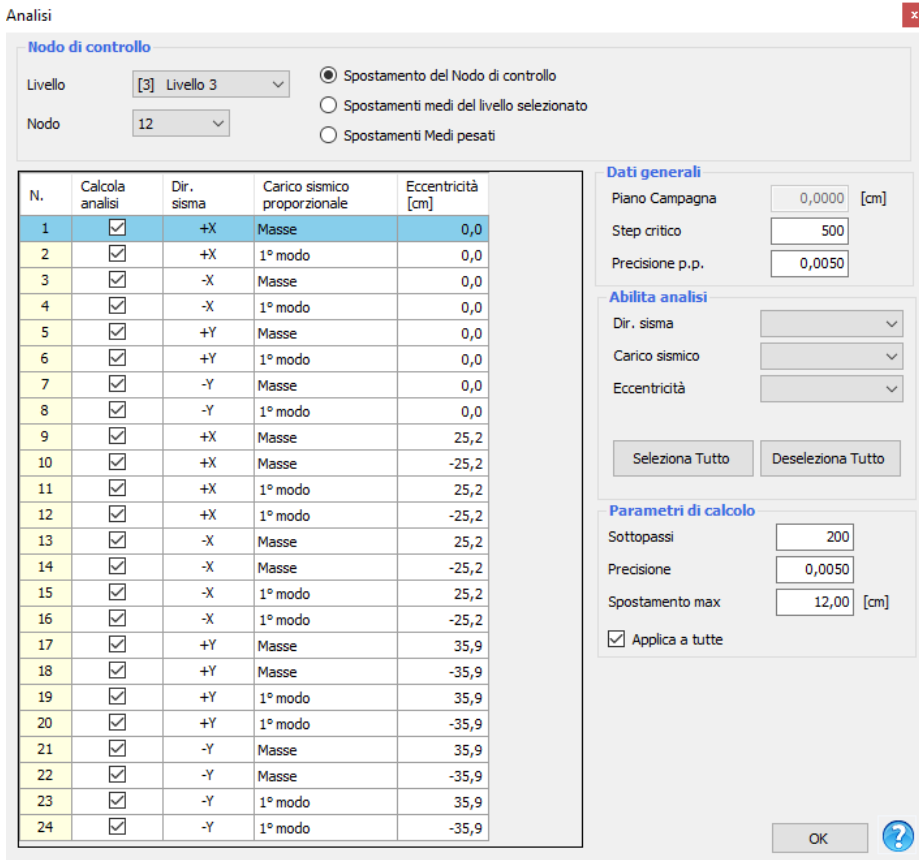 Analisi
x
Nodo di controllo
Livello
[3] Livello 3
Nodo
12
Spostamento del Nodo di controllo
Spostamenti medi del livello selezionato
Spostamenti Medi pesati
N. Calcola analisi Dir. sisma Carico sismico proporzionale Eccentricità [cm]
1 +X Masse 0,0
2 +X 1° modo 0,0
3 -X Masse 0,0
4 -X 1° modo 0,0
5 +Y Masse 0,0
6 +Y 1° modo 0,0
7 -Y Masse 0,0
8 -Y 1° modo 0,0
9 +X Masse 25,2
10 +X Masse -25,2
11 +X 1° modo 25,2
12 +X 1° modo -25,2
13 -X Masse 25,2
14 -X Masse -25,2
15 -X 1° modo 25,2
16 -X 1° modo -25,2
17 +Y Masse 35,9
18 +Y Masse -35,9
19 +Y 1° modo 35,9
20 +Y 1° modo -35,9
21 -Y Masse 35,9
22 -Y Masse -35,9
23 -Y 1° modo 35,9
24 -Y 1° modo -35,9
Dati generali
Piano Campagna 0,0000 [cm]
Step critico 500
Precisione p.p. 0,0050
Abilita analisi
Dir. sisma
Carico sismico
Eccentricità
Seleziona Tutto
Deseleziona Tutto
Parametri di calcolo
Sottopassi 200
Precisione 0,0050
Spostamento max 12,00 [cm]
Applica a tutte
OK
?